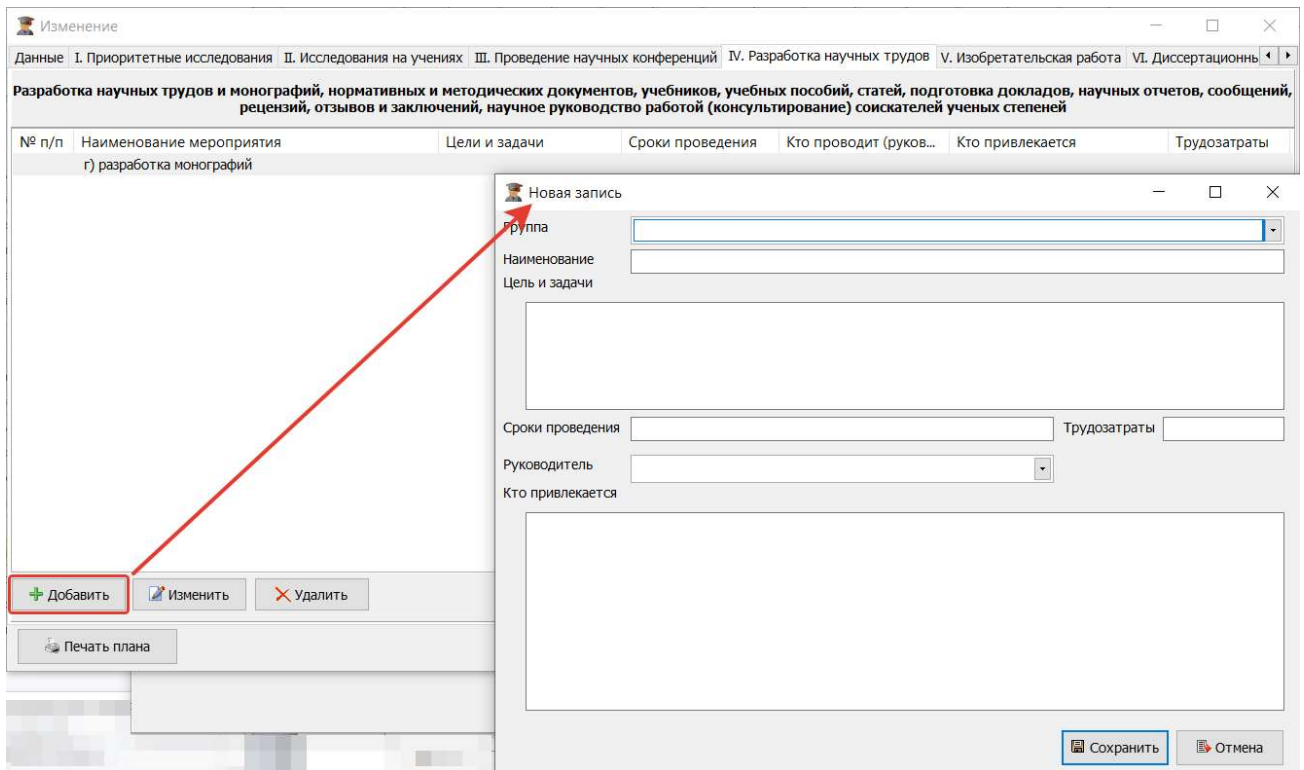 Изменение
Данные I. Приоритетные исследования II. Исследования на учениях III. Проведение научных конференций IV. Разработка научных трудов V. Изобретательская работа VI. Диссертационнь
Разработка научных трудов и монографий, нормативных и методических документов, учебников, учебных пособий, статей, подготовка докладов, научных отчетов, сообщений,
рецензий, отзывов и заключений, научное руководство работой (консультирование) соискателей ученых степеней
№ п/п Наименование мероприятия Цели и задачи Сроки проведения Кто проводит (руков... Кто привлекается Трудозатраты
г) разработка монографий
Новая запись
Группа
Наименование
Цель и задачи
Сроки проведения Трудозатраты
Руководитель
Кто привлекается
Добавить Изменить Удалить
Печать плана
Сохранить Отмена